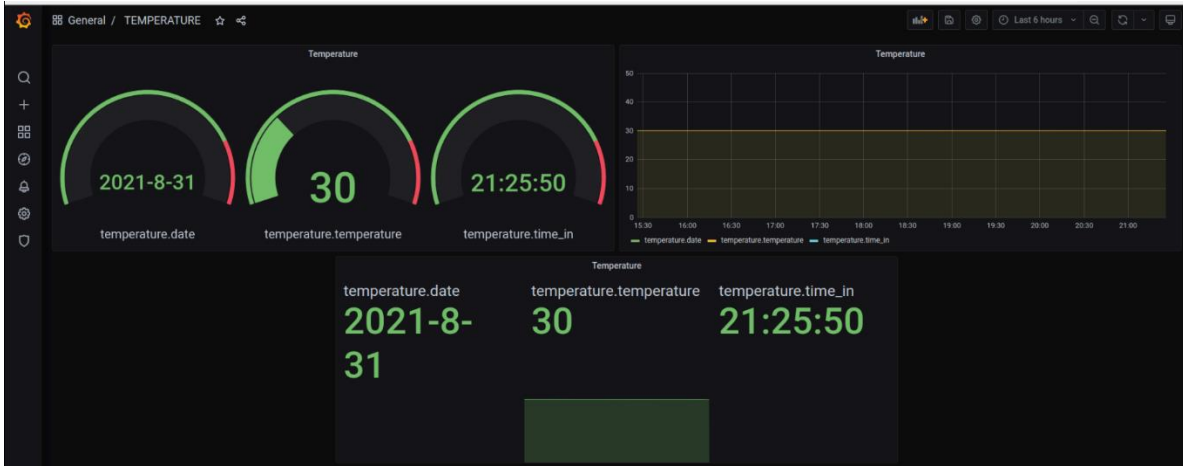 General / TEMPERATURE
Last 6 hours
Temperature
2021-8-31
30
21:25:50
temperature.date
temperature.temperature
temperature.time_in
Temperature
50
40
30
20
10
0
15:30 16:00 16:30 17:00 17:30 18:00 18:30 19:00 19:30 20:00 20:30 21:00
temperature.date temperature.temperature temperature.time_in
Temperature
temperature.date temperature.temperature temperature.time_in
2021-8-
31
30
21:25:50